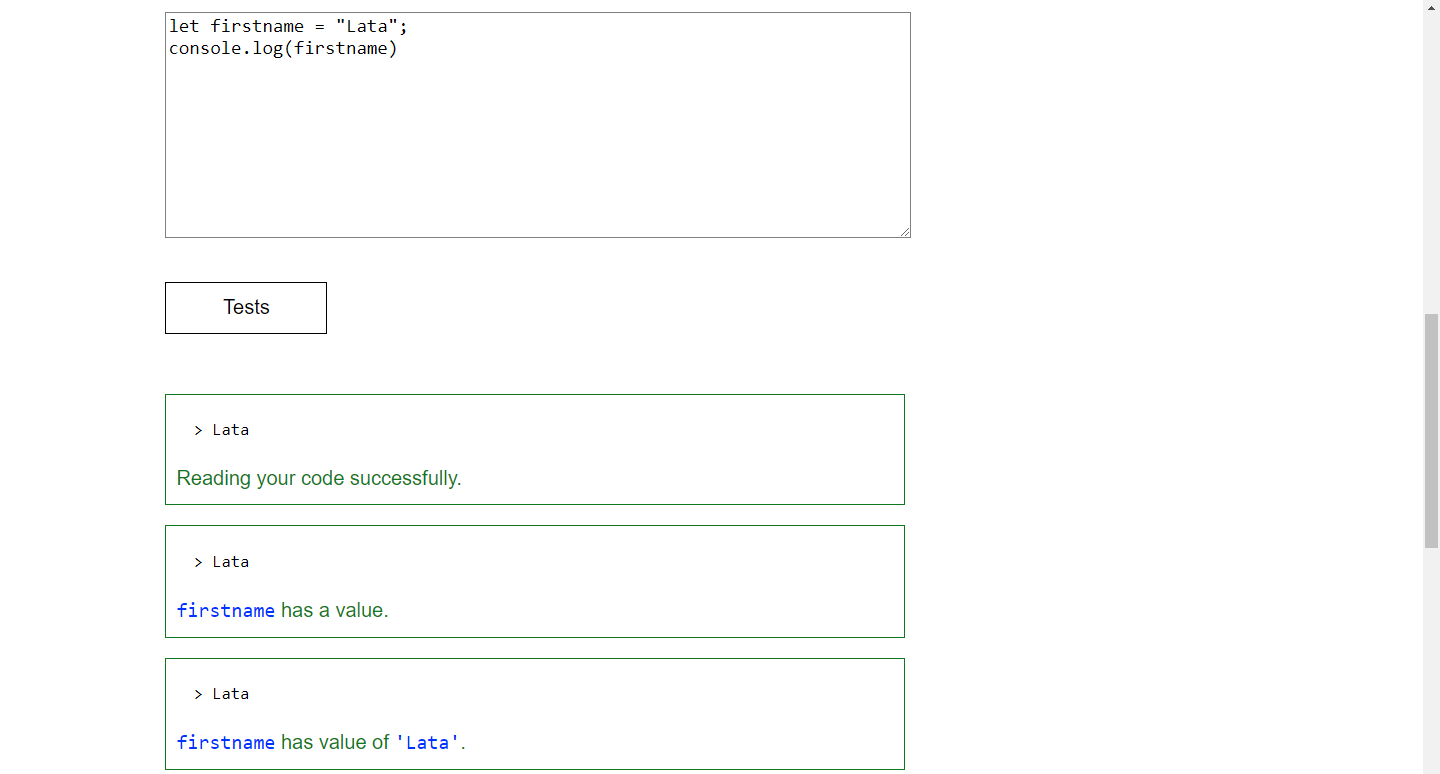 let firstname = "Lata";
console.log(firstname)
Tests
> Lata
Reading your code successfully.
> Lata
firstname has a value.
> Lata
firstname has value of 'Lata'.